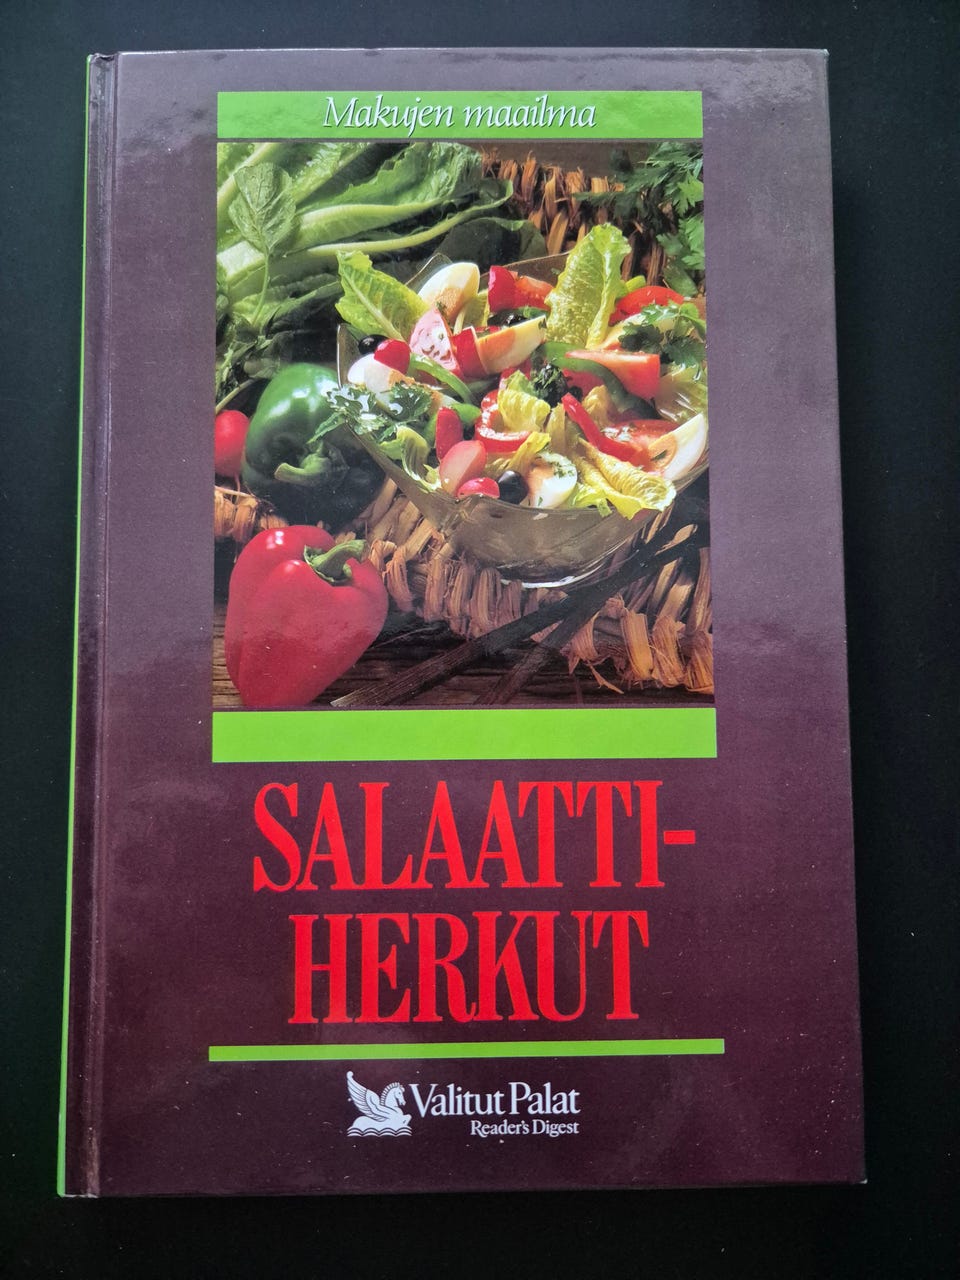 Makujen maailma
SALAATTI-
HERKUT
Valitut Palat
Reader's Digest